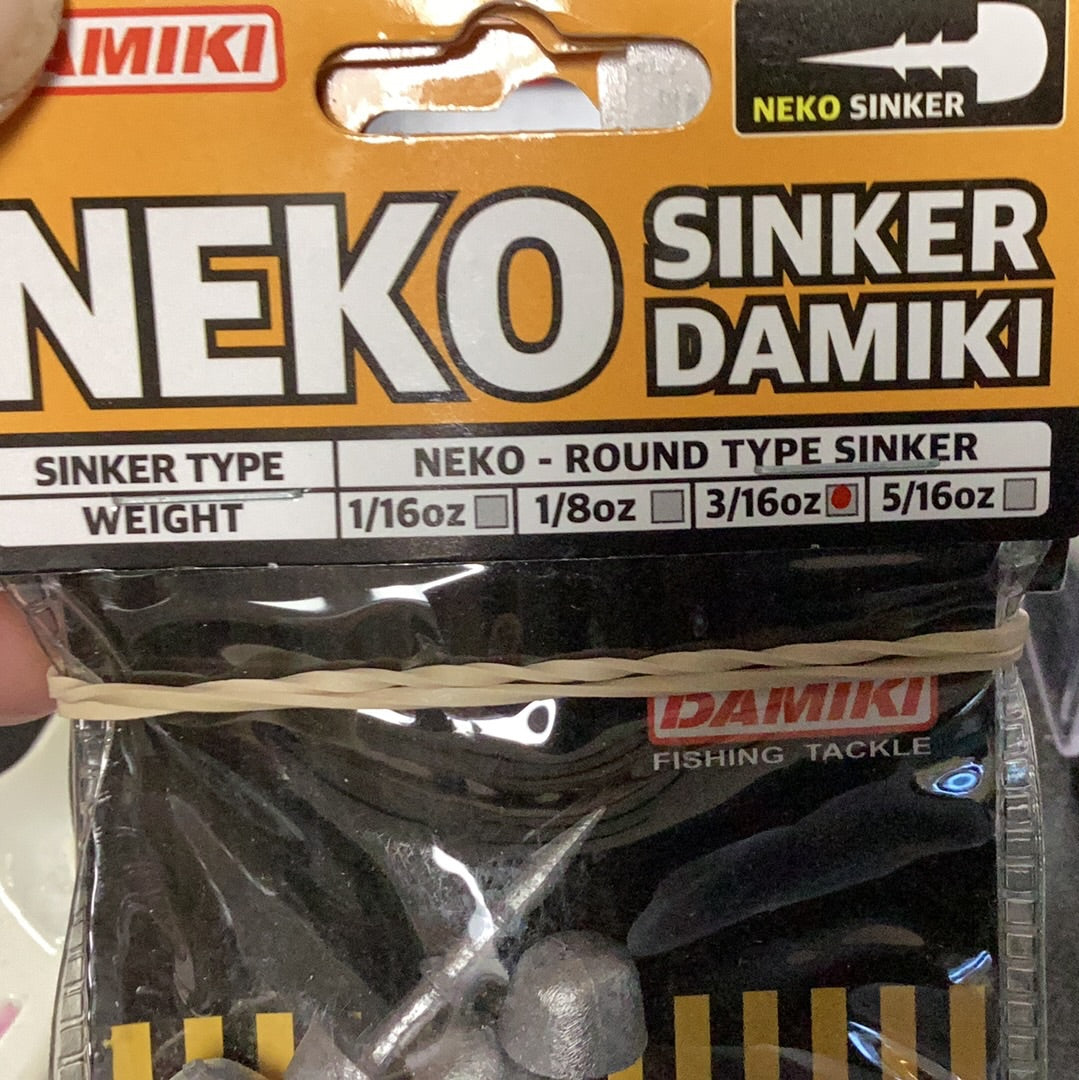 AMIKI
NEKO SINKER
NEKO
SINKER
DAMIKI
SINKER TYPE
NEKO - ROUND TYPE SINKER
WEIGHT
1/16oz
1/8oz
3/16oz
5/16oz
DAMIKI
FISHING TACKLE